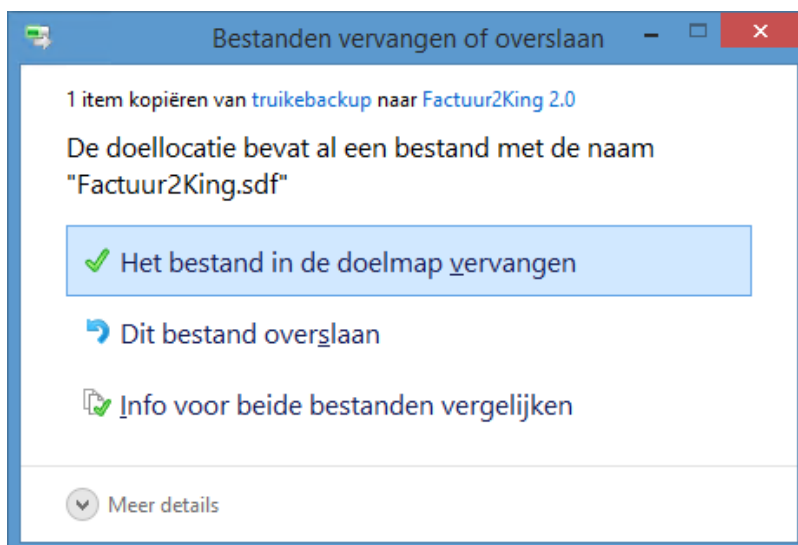 Bestanden vervangen of overslaan
1 item kopiëren van truikebackup naar Factuur2King 2.0
De doellocatie bevat al een bestand met de naam
"Factuur2King.sdf"
Het bestand in de doelmap vervangen
Dit bestand overslaan
Info voor beide bestanden vergelijken
Meer details